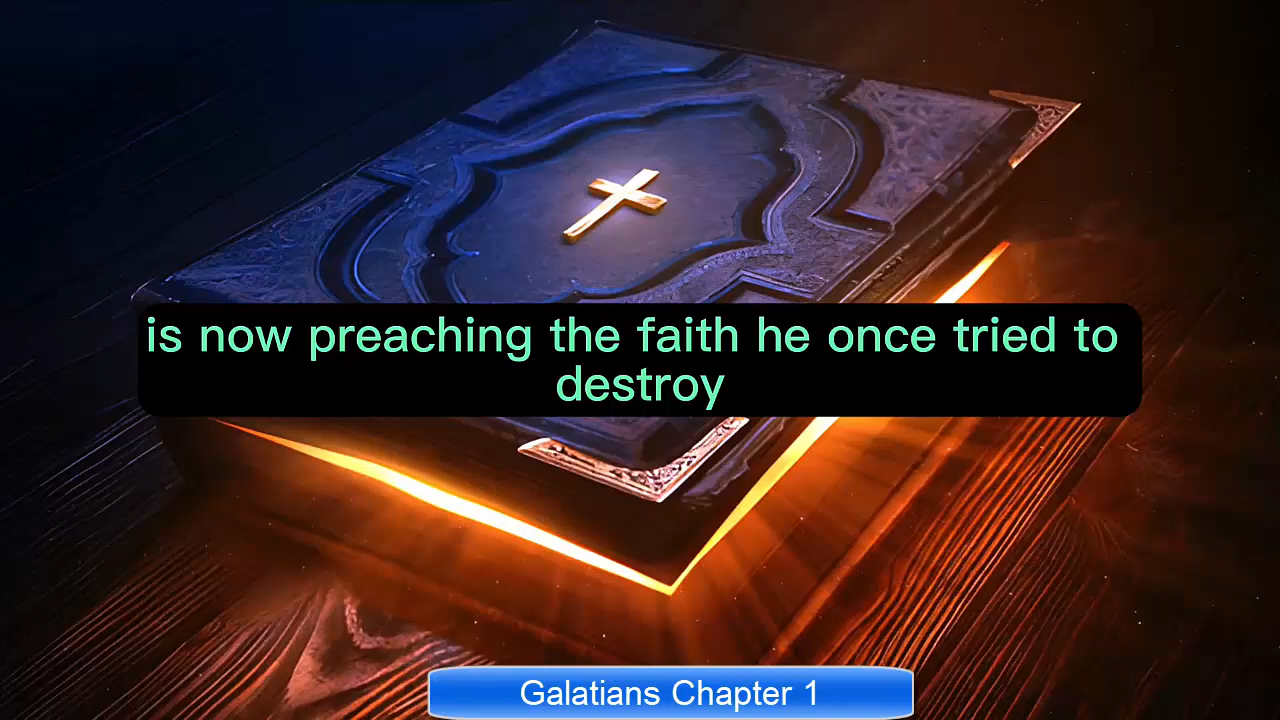 is now preaching the faith he once tried to
destroy
Galatians Chapter 1